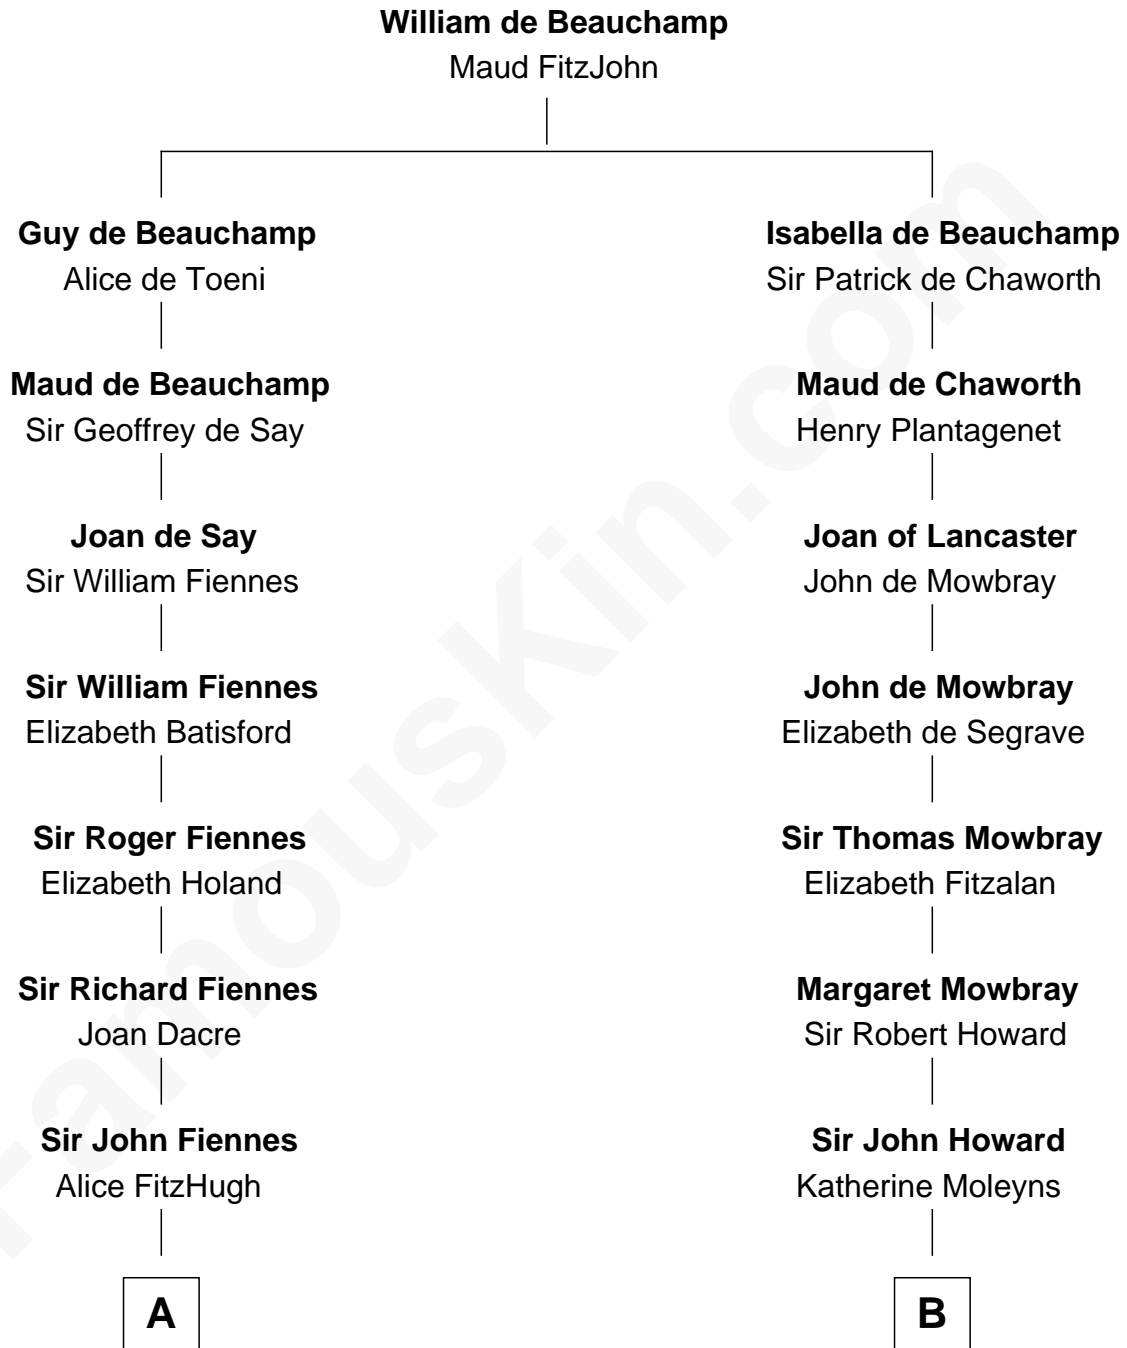 William de Beauchamp
Maud FitzJohn
Guy de Beauchamp
Alice de Toeni
Isabella de Beauchamp
Sir Patrick de Chaworth
Maud de Beauchamp
Sir Geoffrey de Say
Maud de Chaworth
Henry Plantagenet
Joan de Say
Sir William Fiennes
Joan of Lancaster
John de Mowbray
Sir William Fiennes
Elizabeth Batisford
John de Mowbray
Elizabeth de Segrave
Sir Roger Fiennes
Elizabeth Holand
Sir Thomas Mowbray
Elizabeth Fitzalan
Sir Richard Fiennes
Joan Dacre
Margaret Mowbray
Sir Robert Howard
Sir John Fiennes
Alice FitzHugh
Sir John Howard
Katherine Moleyns
A
B
FamousKin.com